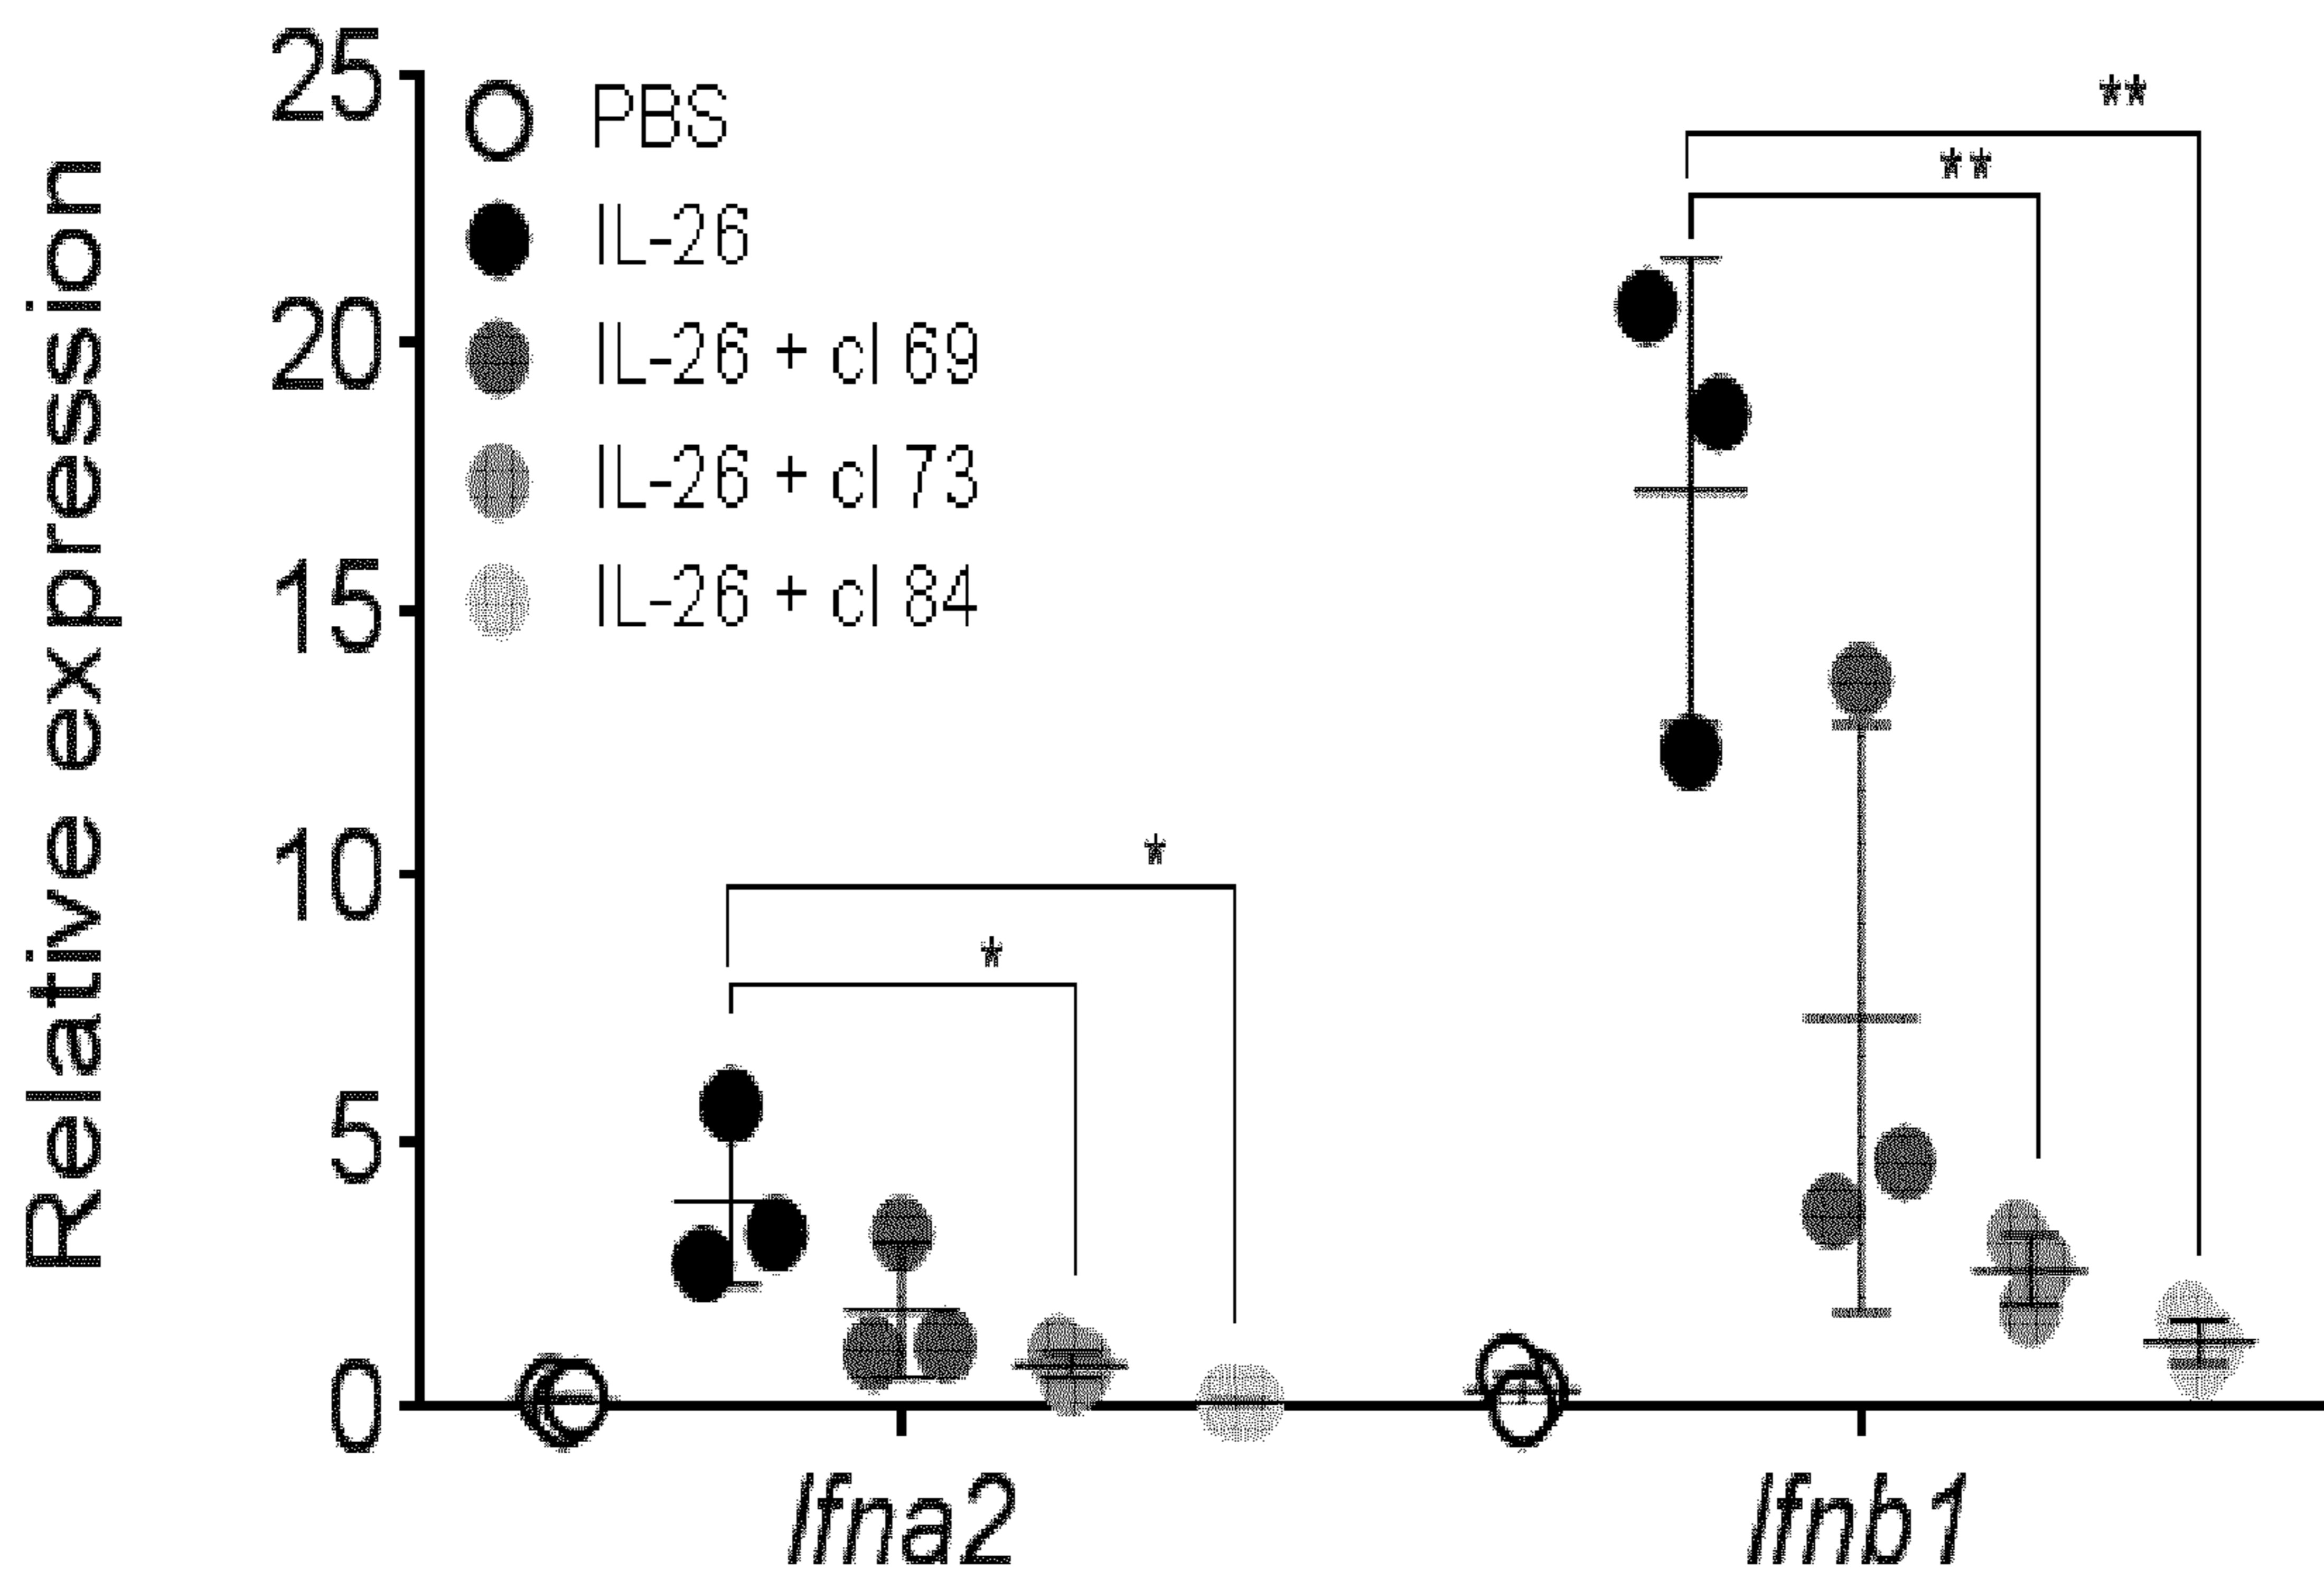 Relative expression
25
20
15
10
5
0
PBS
IL-26
IL-26 + cl 69
IL-26 + cl 73
IL-26 + cl 84
*
*
**
**
Ifna2
Ifnb1